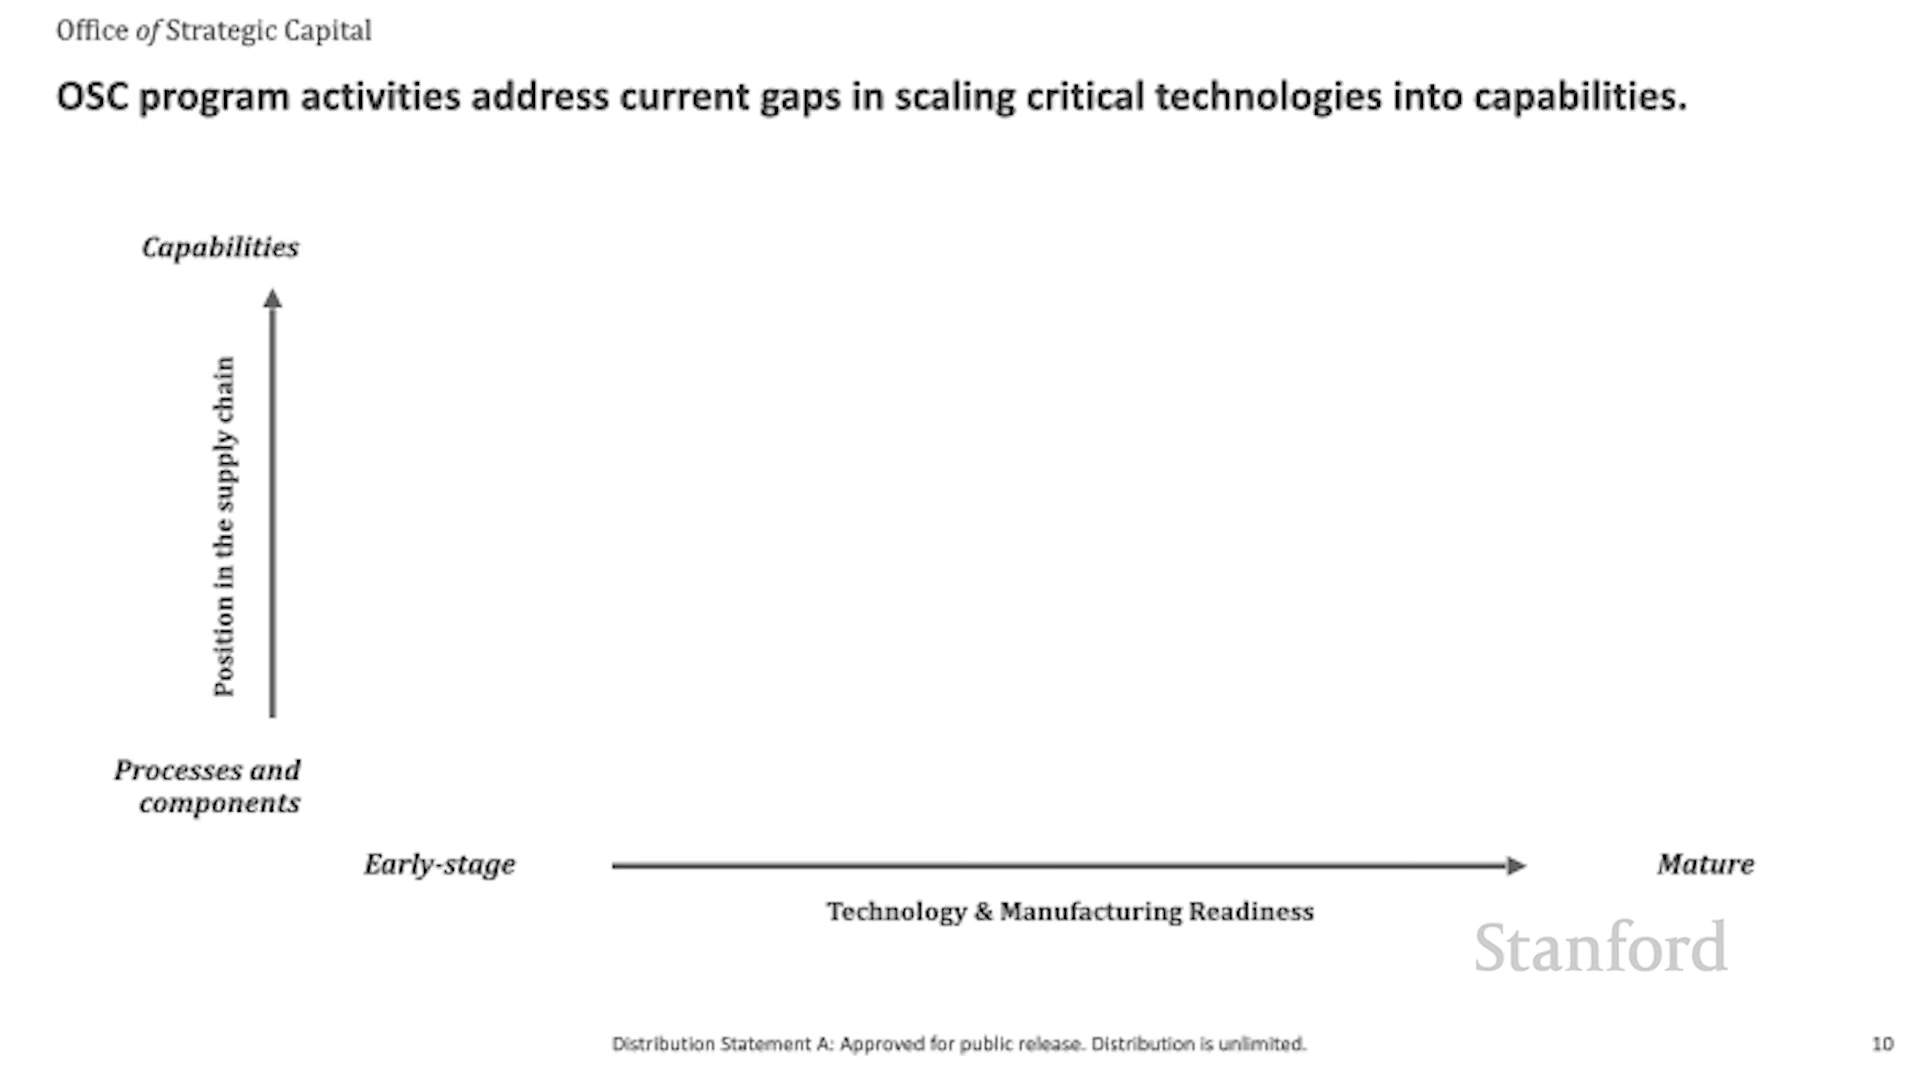 Office of Strategic Capital
OSC program activities address current gaps in scaling critical technologies into capabilities.
Capabilities
Position in the supply chain
Processes and
components
Early-stage
Mature
Technology & Manufacturing Readiness
Stanford
Distribution Statement A: Approved for public release. Distribution is unlimited.
10